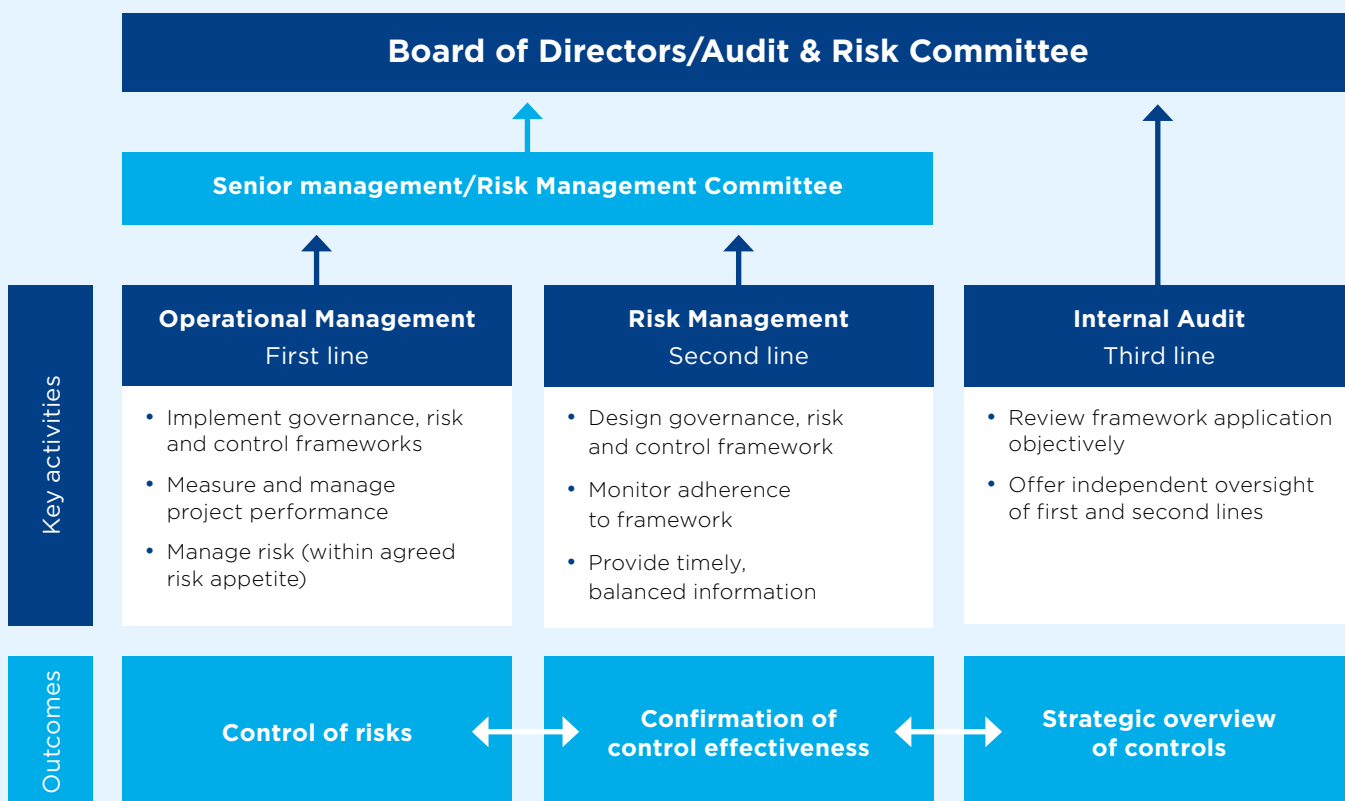 Board of Directors/Audit & Risk Committee
Senior management/Risk Management Committee
Key activities
Operational Management
First line
• Implement governance, risk
and control frameworks
• Measure and manage
project performance
• Manage risk (within agreed
risk appetite)
Risk Management
Second line
• Design governance, risk
and control framework
• Monitor adherence
to framework
• Provide timely,
balanced information
Internal Audit
Third line
• Review framework application
objectively
• Offer independent oversight
of first and second lines
Outcomes
Control of risks
Confirmation of
control effectiveness
Strategic overview
of controls